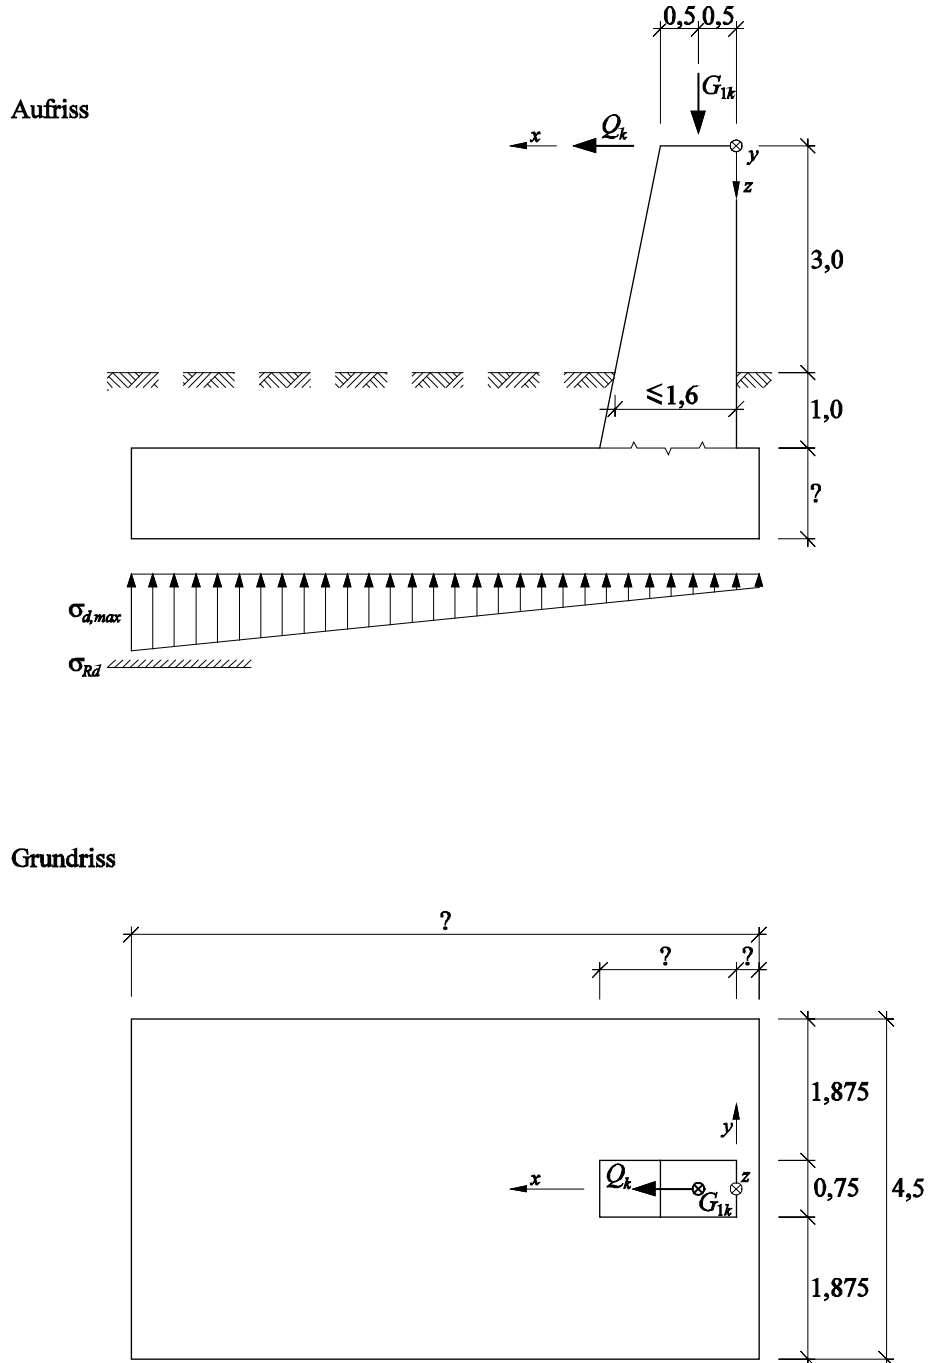 0,5 0,5
Aufriss
G1k
Qk
x
y
z
3,0
≤1,6
1,0
?
σd,max
σRd
Grundriss
?
? ?
1,875
y
x
Qk
z
G1k
0,75
4,5
1,875